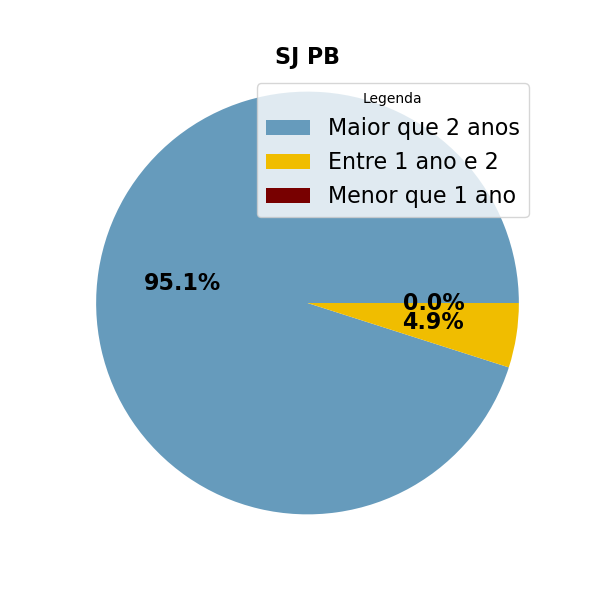 SJ PB
Legenda
Maior que 2 anos
Entre 1 ano e 2
Menor que 1 ano
95.1%
0.0%
4.9%